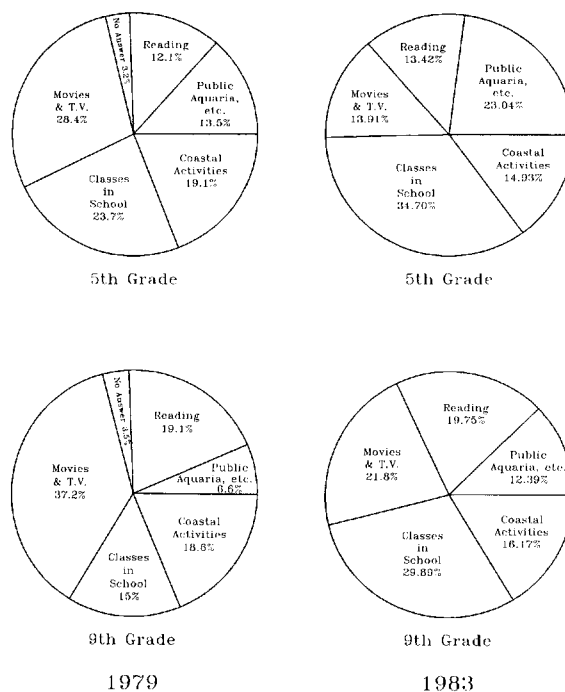 No Answer 3.2%
Reading
12.1%
Public
Aquaria,
etc.
13.5%
Coastal
Activities
19.1%
Classes
in
School
23.7%
Movies
& T.V.
28.4%
5th Grade
Reading
13.42%
Public
Aquaria,
etc.
23.04%
Coastal
Activities
14.93%
Classes
in
School
34.70%
Movies
& T.V.
13.91%
5th Grade
No Answer 3.5%
Reading
19.1%
Public
Aquaria, etc.
6.6%
Coastal
Activities
18.6%
Classes
in
School
15%
Movies
& T.V.
37.2%
9th Grade
Reading
19.75%
Public
Aquaria, etc.
12.39%
Coastal
Activities
16.17%
Classes
in
School
29.89%
Movies
& T.V.
21.8%
9th Grade
1979
1983